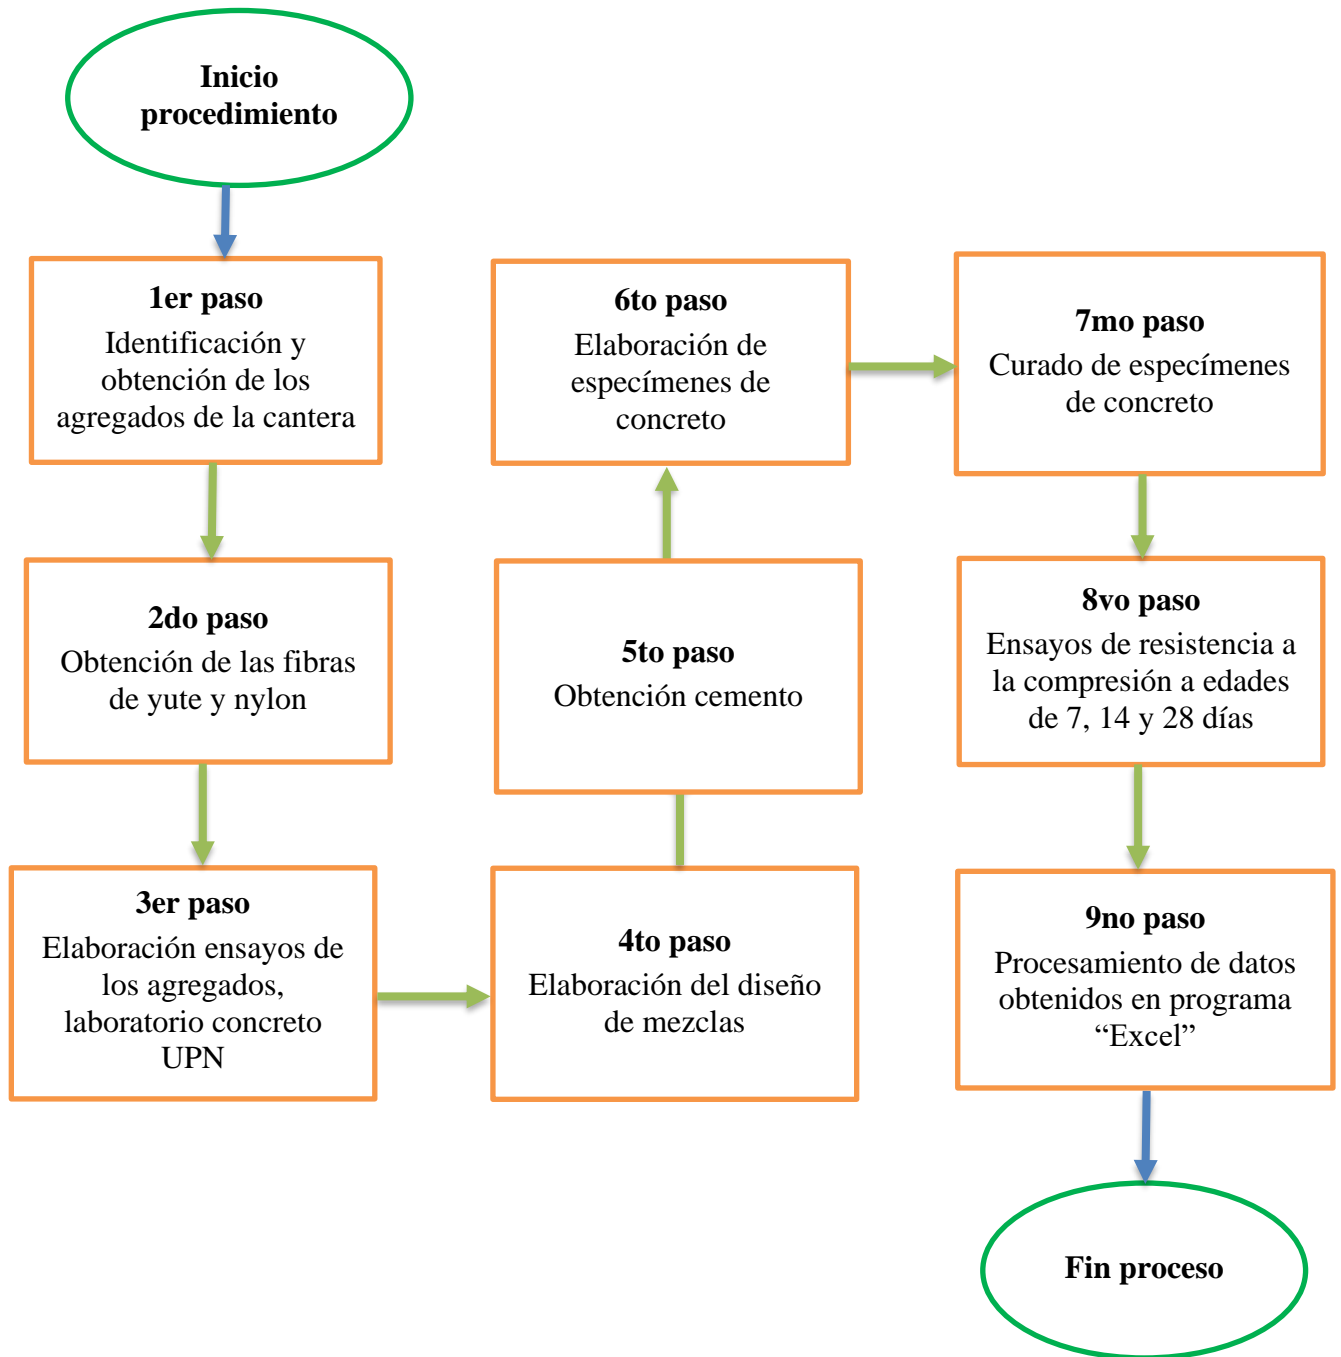 Inicio
procedimiento
1er paso
Identificación y
obtención de los
agregados de la cantera
2do paso
Obtención de las fibras
de yute y nylon
3er paso
Elaboración ensayos de
los agregados,
laboratorio concreto
UPN
4to paso
Elaboración del diseño
de mezclas
5to paso
Obtención cemento
6to paso
Elaboración de
especímenes de
concreto
7mo paso
Curado de especímenes
de concreto
8vo paso
Ensayos de resistencia a
la compresión a edades
de 7, 14 y 28 días
9no paso
Procesamiento de datos
obtenidos en programa
“Excel”
Fin proceso